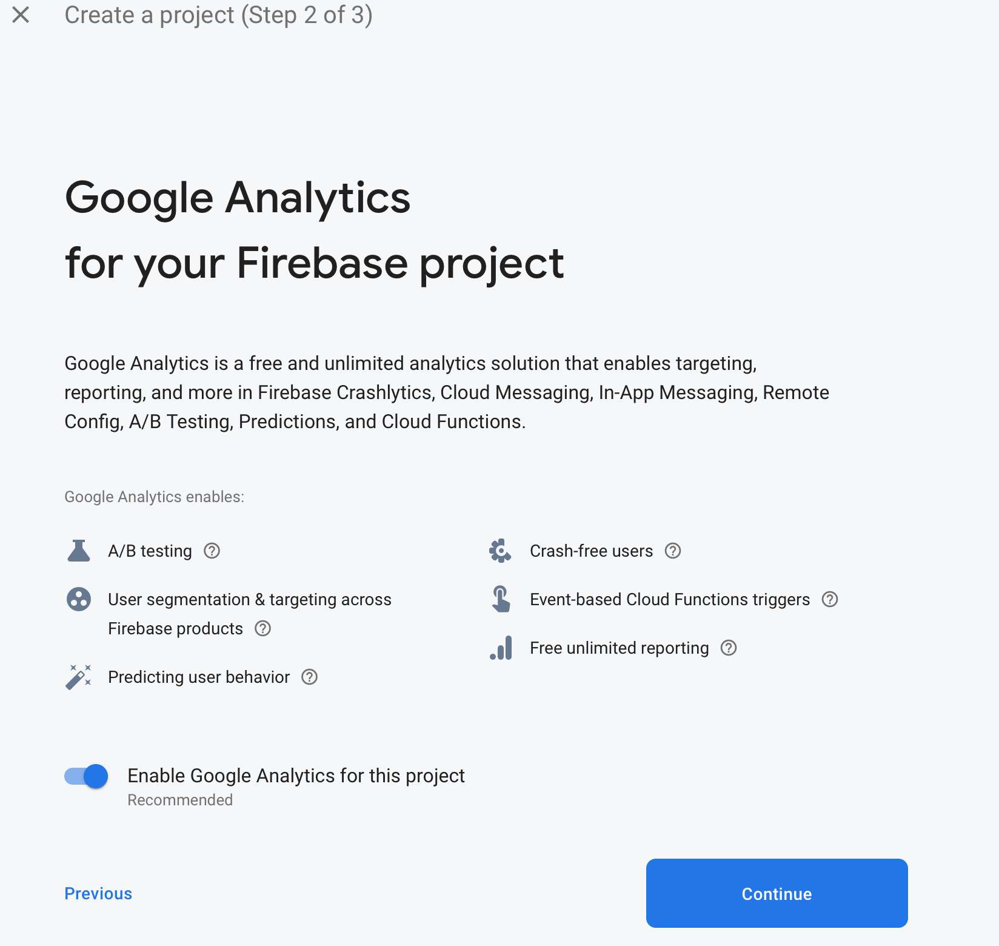 Create a project (Step 2 of 3)
Google Analytics
for your Firebase project
Google Analytics is a free and unlimited analytics solution that enables targeting,
reporting, and more in Firebase Crashlytics, Cloud Messaging, In-App Messaging, Remote
Config, A/B Testing, Predictions, and Cloud Functions.
Google Analytics enables:
A/B testing
User segmentation & targeting across
Firebase products
Predicting user behavior
Crash-free users
Event-based Cloud Functions triggers
Free unlimited reporting
Enable Google Analytics for this project
Recommended
Previous
Continue